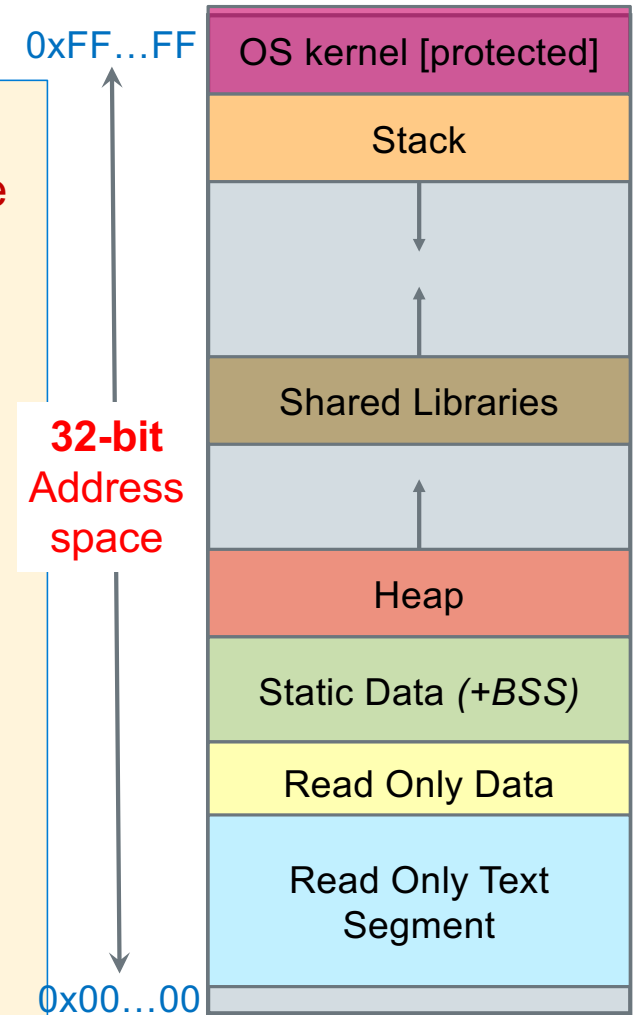 0xFF…FF
OS kernel [protected]
Stack
e
Shared Libraries
32-bit
Address
space
Heap
Static Data (+BSS)
Read Only Data
Read Only Text
Segment
0x00…00